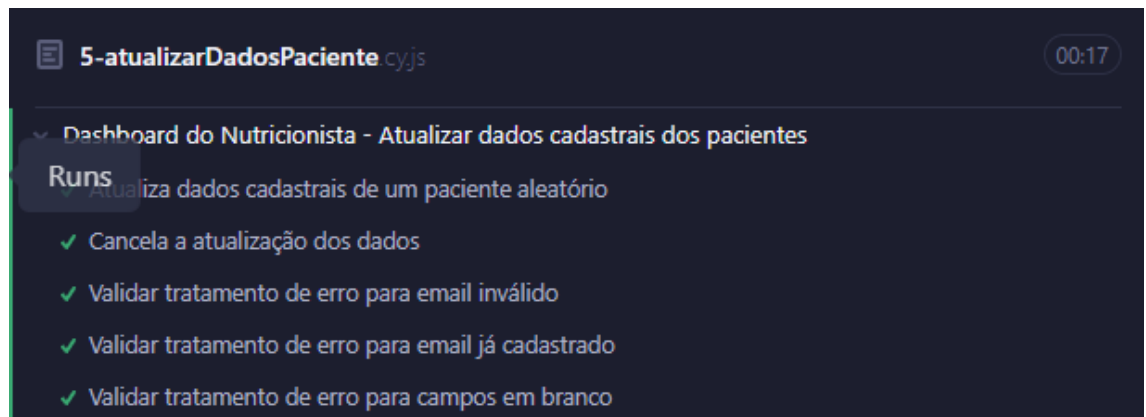 5-atualizarDadosPaciente.cy.js
00:17
Dashboard do Nutricionista - Atualizar dados cadastrais dos pacientes
Runs
Atualiza dados cadastrais de um paciente aleatório
Cancela a atualização dos dados
Validar tratamento de erro para email inválido
Validar tratamento de erro para email já cadastrado
Validar tratamento de erro para campos em branco